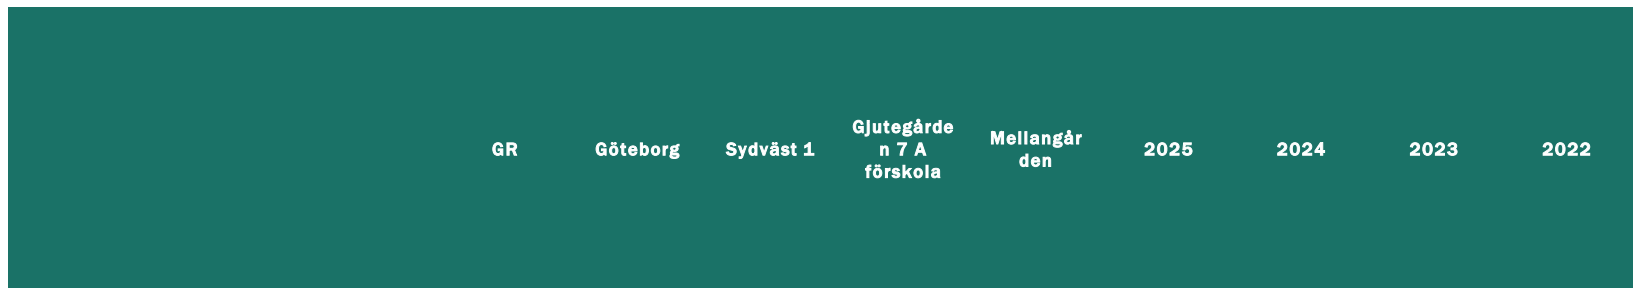 GR
Göteborg
Sydväst 1
Gjutegårde
n 7 A
förskola
Mellangår
den
2025
2024
2023
2022